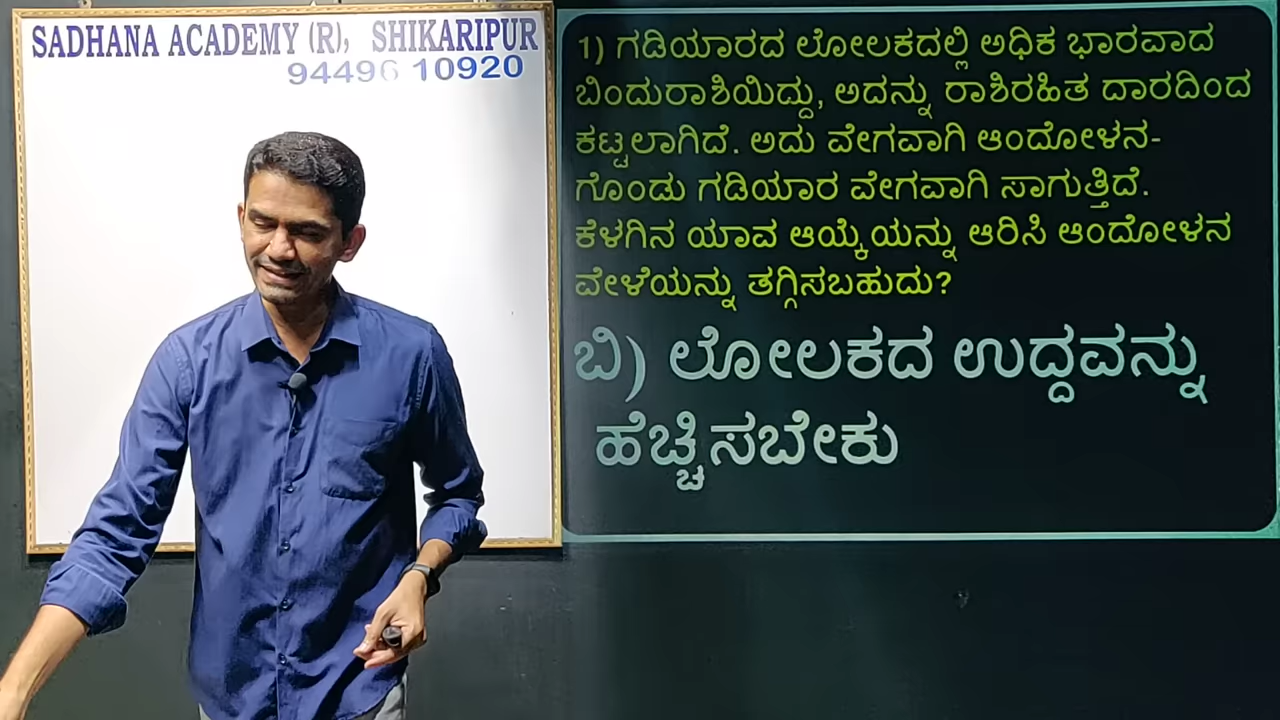 SADHANA ACADEMY (R), SHIKARIPUR
94496 10920
1) ಗಡಿಯಾರದ ಲೋಲಕದಲ್ಲಿ ಅಧಿಕ ಭಾರವಾದ
ಬಿಂದುರಾಶಿಯಿದ್ದು, ಅದನ್ನು ರಾಶಿರಹಿತ ದಾರದಿಂದ
ಕಟ್ಟಲಾಗಿದೆ. ಅದು ವೇಗವಾಗಿ ಆಂದೋಳನ-
ಗೊಂಡು ಗಡಿಯಾರ ವೇಗವಾಗಿ ಸಾಗುತ್ತಿದೆ.
ಕೆಳಗಿನ ಯಾವ ಆಯ್ಕೆಯನ್ನು ಆರಿಸಿ ಆಂದೋಳನ
ವೇಳೆಯನ್ನು ತಗ್ಗಿಸಬಹುದು?
ಬಿ) ಲೋಲಕದ ಉದ್ದವನ್ನು
ಹೆಚ್ಚಿಸಬೇಕು